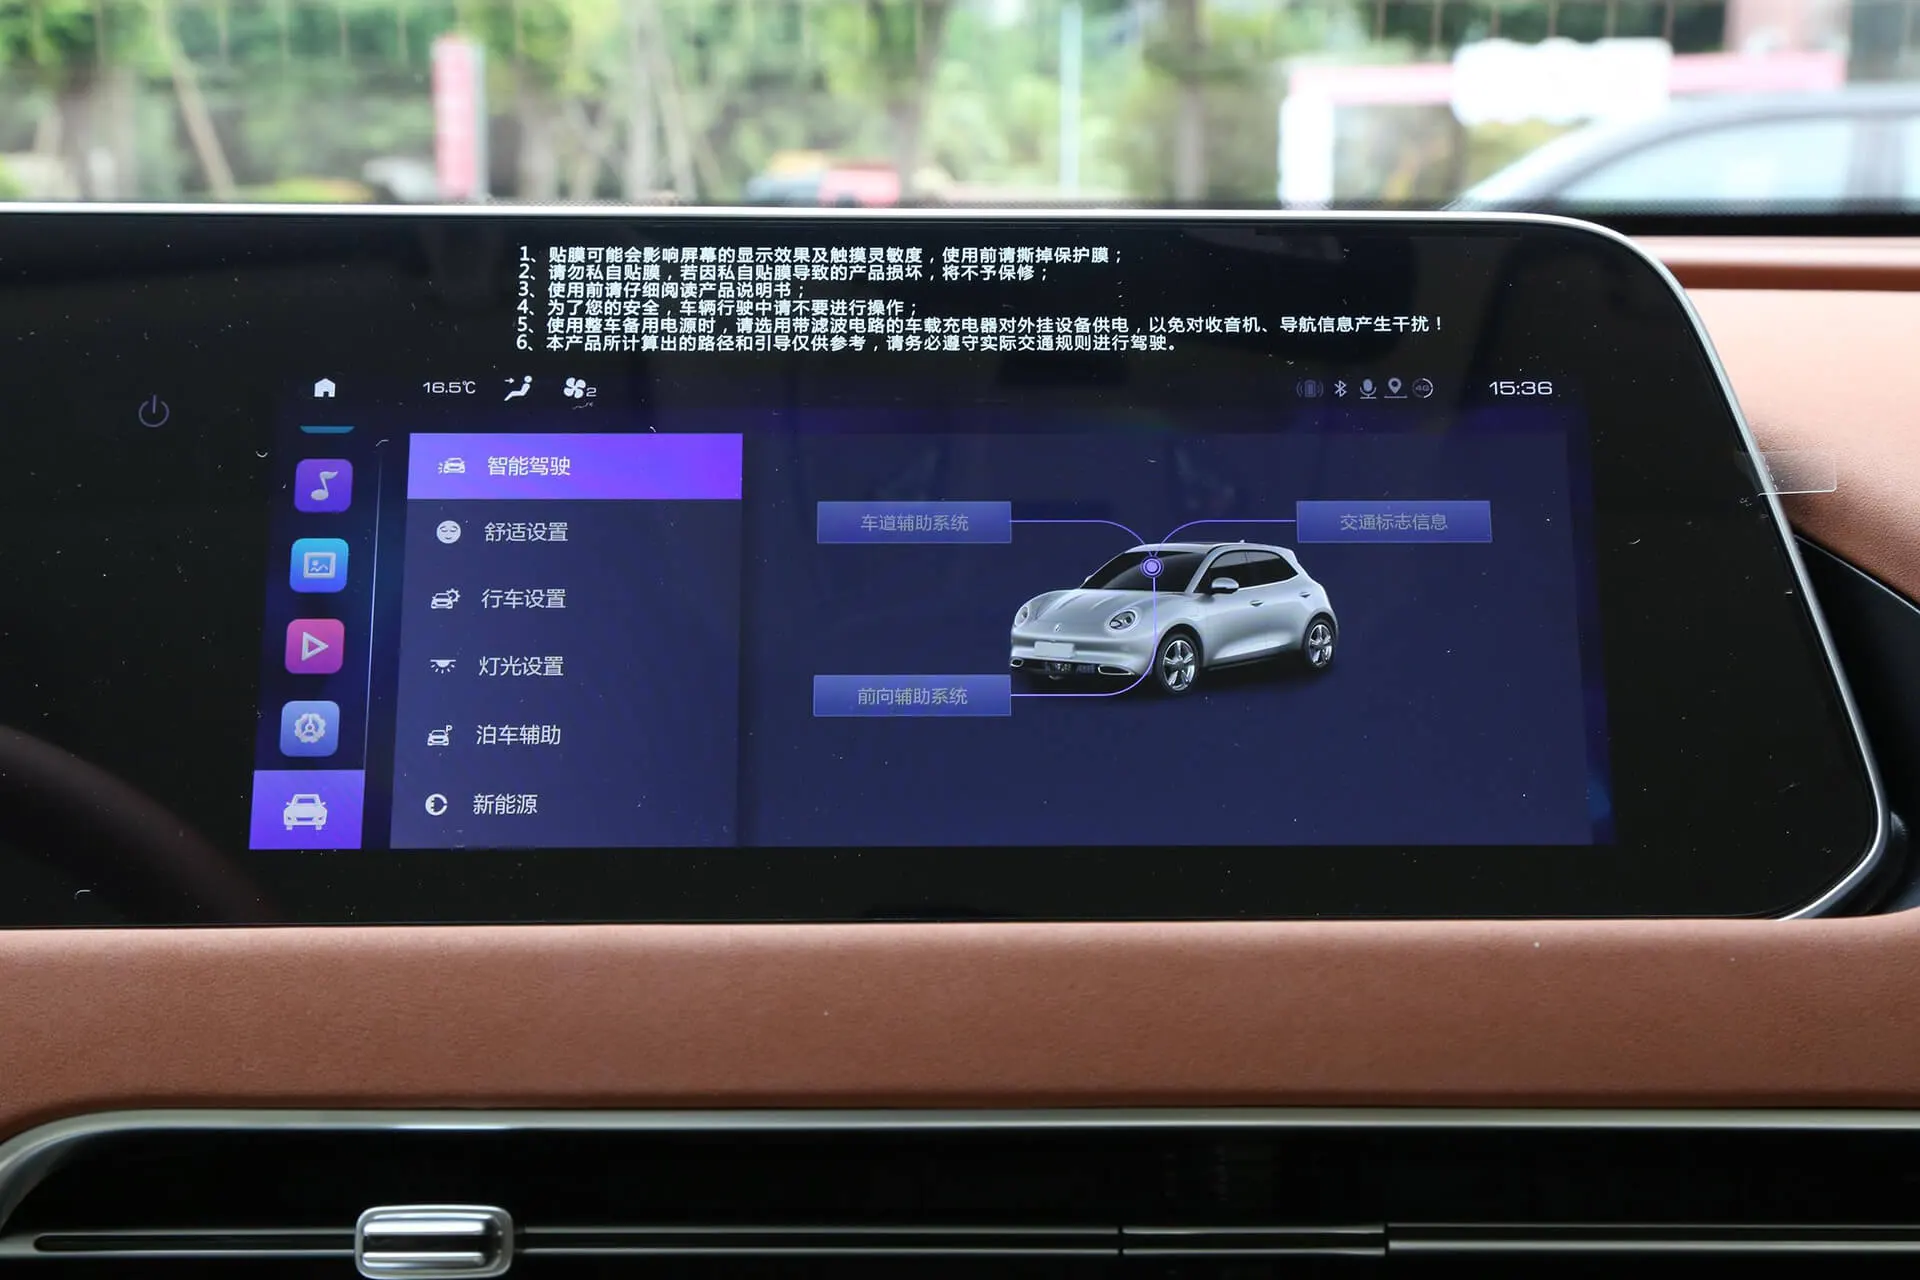 1、贴膜可能会影响屏幕的显示效果及触摸灵敏度，使用前请撕掉保护膜；
2、请勿私自贴膜，若因私自贴膜导致的产品损坏，将不予保修；
3、使用前请仔细阅读产品说明书；
4、为了您的安全，车辆行驶中请不要进行操作；
5、使用整车备用电源时，请选用带滤波电路的车载充电器对外挂设备供电，以免对收音机、导航信息产生干扰！
6、本产品所计算出的路径和引导仅供参考，请务必遵守实际交通规则进行驾驶。
16.5℃ 2 4G 15:36
智能驾驶
舒适设置
行车设置
灯光设置
泊车辅助
新能源
车道辅助系统 交通标志信息
前向辅助系统